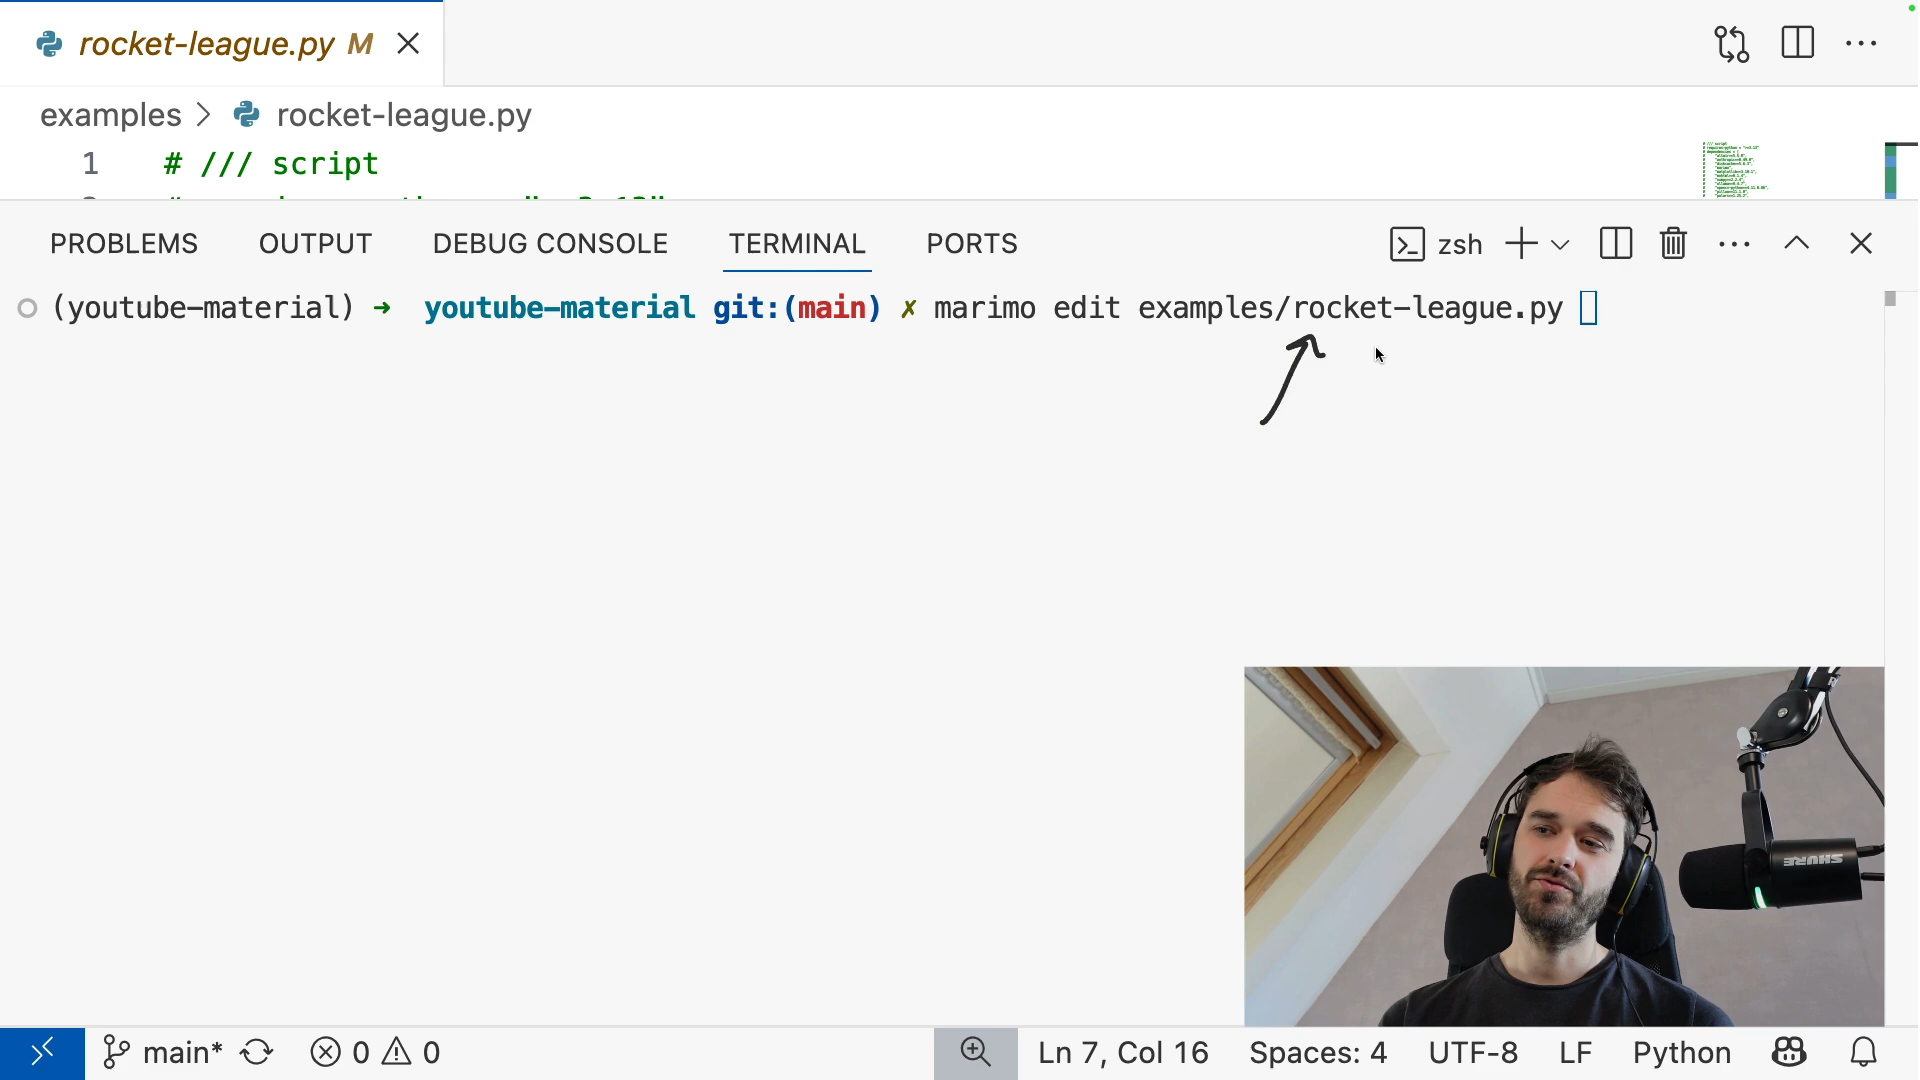 rocket-league.py M
examples > rocket-league.py
1 # /// script
PROBLEMS OUTPUT DEBUG CONSOLE TERMINAL PORTS zsh
(youtube-material) ➜ youtube-material git:(main) ✗ marimo edit examples/rocket-league.py
SHURE
main* 0 0 Ln 7, Col 16 Spaces: 4 UTF-8 LF Python